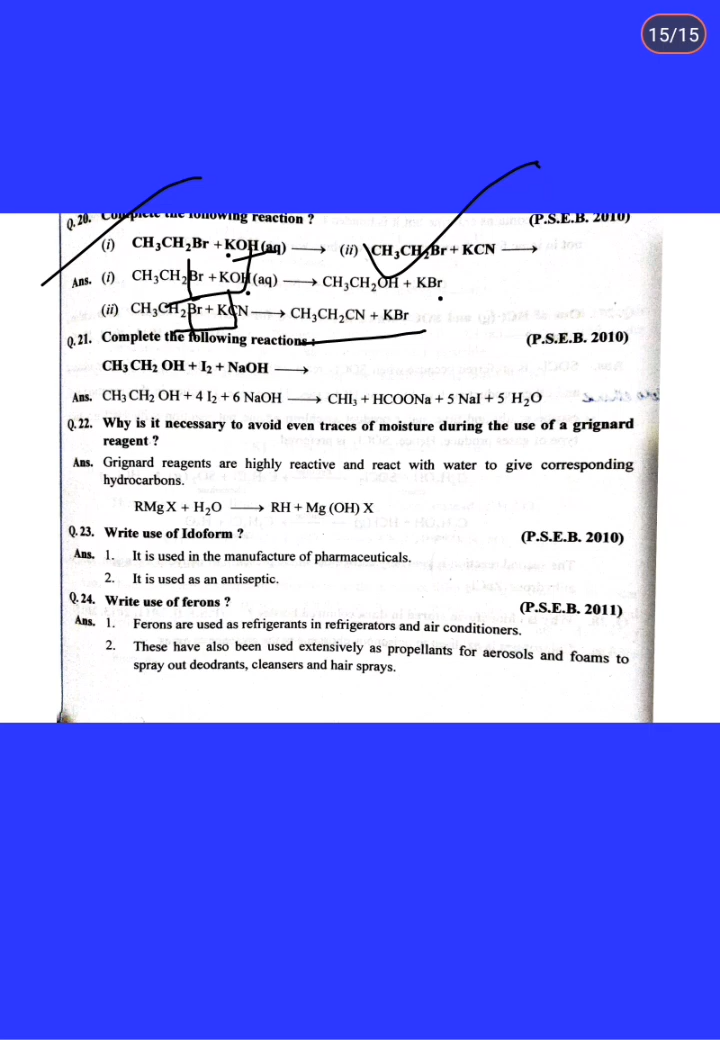 15/15
Q.20. Complete the following reaction ? (P.S.E.B. 2010)
(i) CH₃CH₂Br + KOH (aq) ⟶ (ii) CH₃CH₂Br + KCN ⟶
Ans. (i) CH₃CH₂Br + KOH (aq) ⟶ CH₃CH₂OH + KBr
(ii) CH₃CH₂Br + KCN ⟶ CH₃CH₂CN + KBr
Q.21. Complete the following reactions : (P.S.E.B. 2010)
CH₃ CH₂ OH + I₂ + NaOH ⟶
Ans. CH₃ CH₂ OH + 4 I₂ + 6 NaOH ⟶ CHI₃ + HCOONa + 5 NaI + 5 H₂O
Q.22. Why is it necessary to avoid even traces of moisture during the use of a grignard
reagent ?
Ans. Grignard reagents are highly reactive and react with water to give corresponding
hydrocarbons.
RMg X + H₂O ⟶ RH + Mg (OH) X
Q.23. Write use of Idoform ? (P.S.E.B. 2010)
Ans. 1. It is used in the manufacture of pharmaceuticals.
2. It is used as an antiseptic.
Q.24. Write use of ferons ? (P.S.E.B. 2011)
Ans. 1. Ferons are used as refrigerants in refrigerators and air conditioners.
2. These have also been used extensively as propellants for aerosols and foams to
spray out deodrants, cleansers and hair sprays.